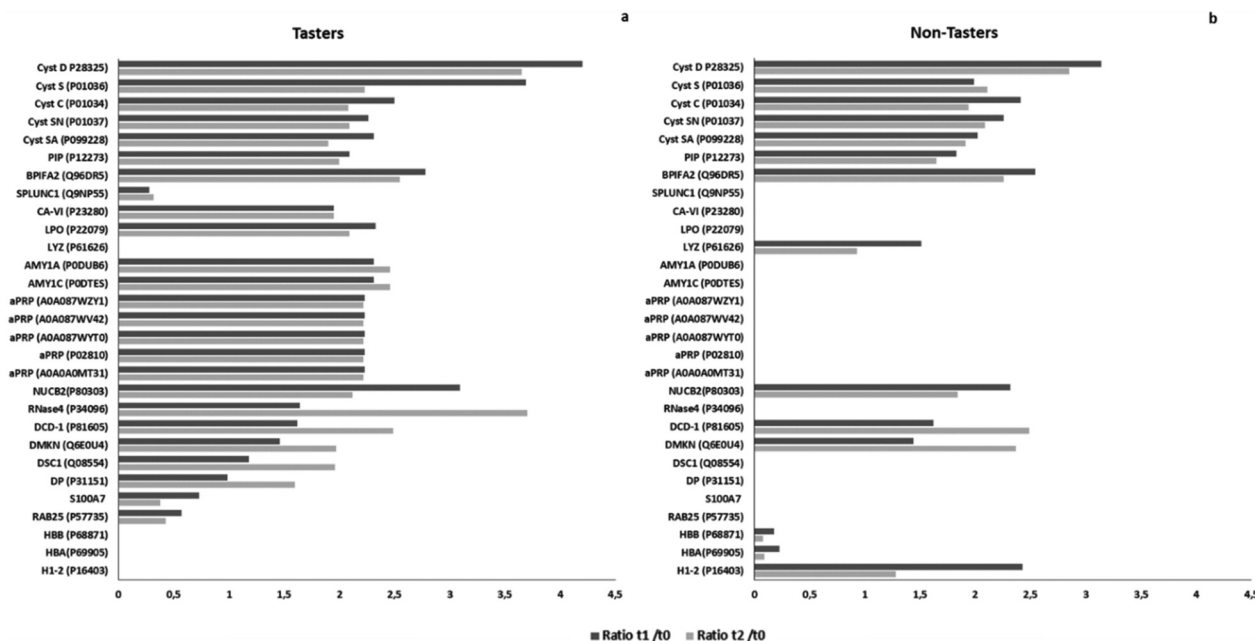 a
Tasters
Cyst D P28325)
Cyst S (P01036)
Cyst C (P01034)
Cyst SN (P01037)
Cyst SA (P099228)
PIP (P12273)
BPIFA2 (Q96DR5)
SPLUNC1 (Q9NP55)
CA-VI (P23280)
LPO (P22079)
LYZ (P61626)
AMY1A (P0DUB6)
AMY1C (P0DTES)
aPRP (A0A087WZY1)
aPRP (A0A087WV42)
aPRP (A0A087WYT0)
aPRP (P02810)
aPRP (A0A0A0MT31)
NUCB2(P80303)
RNase4 (P34096)
DCD-1 (P81605)
DMKN (Q6E0U4)
DSC1 (Q08554)
DP (P31151)
S100A7
RAB25 (P57735)
HBB (P68871)
HBA(P69905)
H1-2 (P16403)
0 0,5 1 1,5 2 2,5 3 3,5 4 4,5
b
Non-Tasters
Cyst D P28325)
Cyst S (P01036)
Cyst C (P01034)
Cyst SN (P01037)
Cyst SA (P099228)
PIP (P12273)
BPIFA2 (Q96DR5)
SPLUNC1 (Q9NP55)
CA-VI (P23280)
LPO (P22079)
LYZ (P61626)
AMY1A (P0DUB6)
AMY1C (P0DTES)
aPRP (A0A087WZY1)
aPRP (A0A087WV42)
aPRP (A0A087WYT0)
aPRP (P02810)
aPRP (A0A0A0MT31)
NUCB2(P80303)
RNase4 (P34096)
DCD-1 (P81605)
DMKN (Q6E0U4)
DSC1 (Q08554)
DP (P31151)
S100A7
RAB25 (P57735)
HBB (P68871)
HBA(P69905)
H1-2 (P16403)
0 0,5 1 1,5 2 2,5 3 3,5 4 4,5
Ratio t1 /t0 Ratio t2 /t0